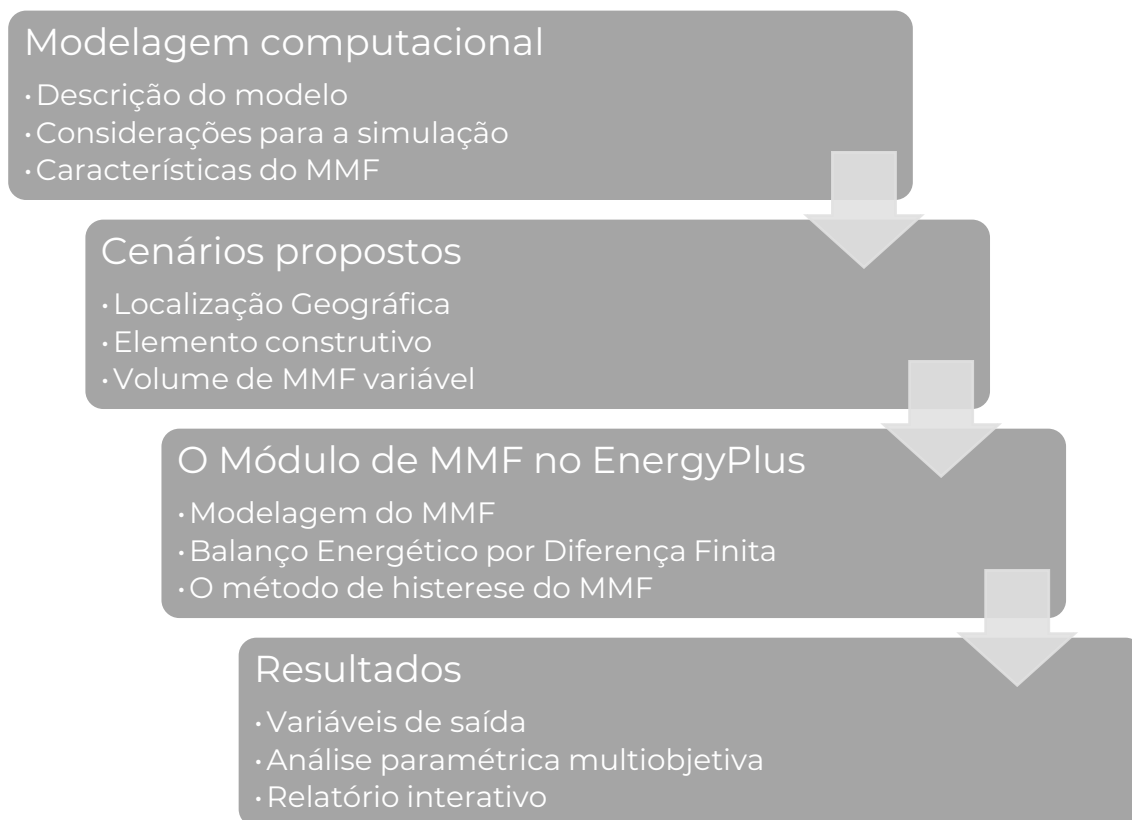 Modelagem computacional
·Descrição do modelo
·Considerações para a simulação
·Características do MMF
Cenários propostos
·Localização Geográfica
·Elemento construtivo
·Volume de MMF variável
O Módulo de MMF no EnergyPlus
·Modelagem do MMF
·Balanço Energético por Diferença Finita
·O método de histerese do MMF
Resultados
·Variáveis de saída
·Análise paramétrica multiobjetiva
·Relatório interativo